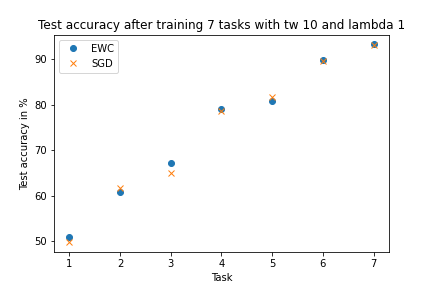 Test accuracy after training 7 tasks with tw 10 and lambda 1
EWC
SGD
Test accuracy in %
90
80
70
60
50
1 2 3 4 5 6 7
Task